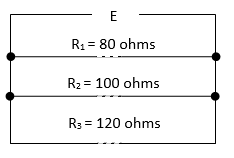 E
R₁ = 80 ohms
R₂ = 100 ohms
R₃ = 120 ohms